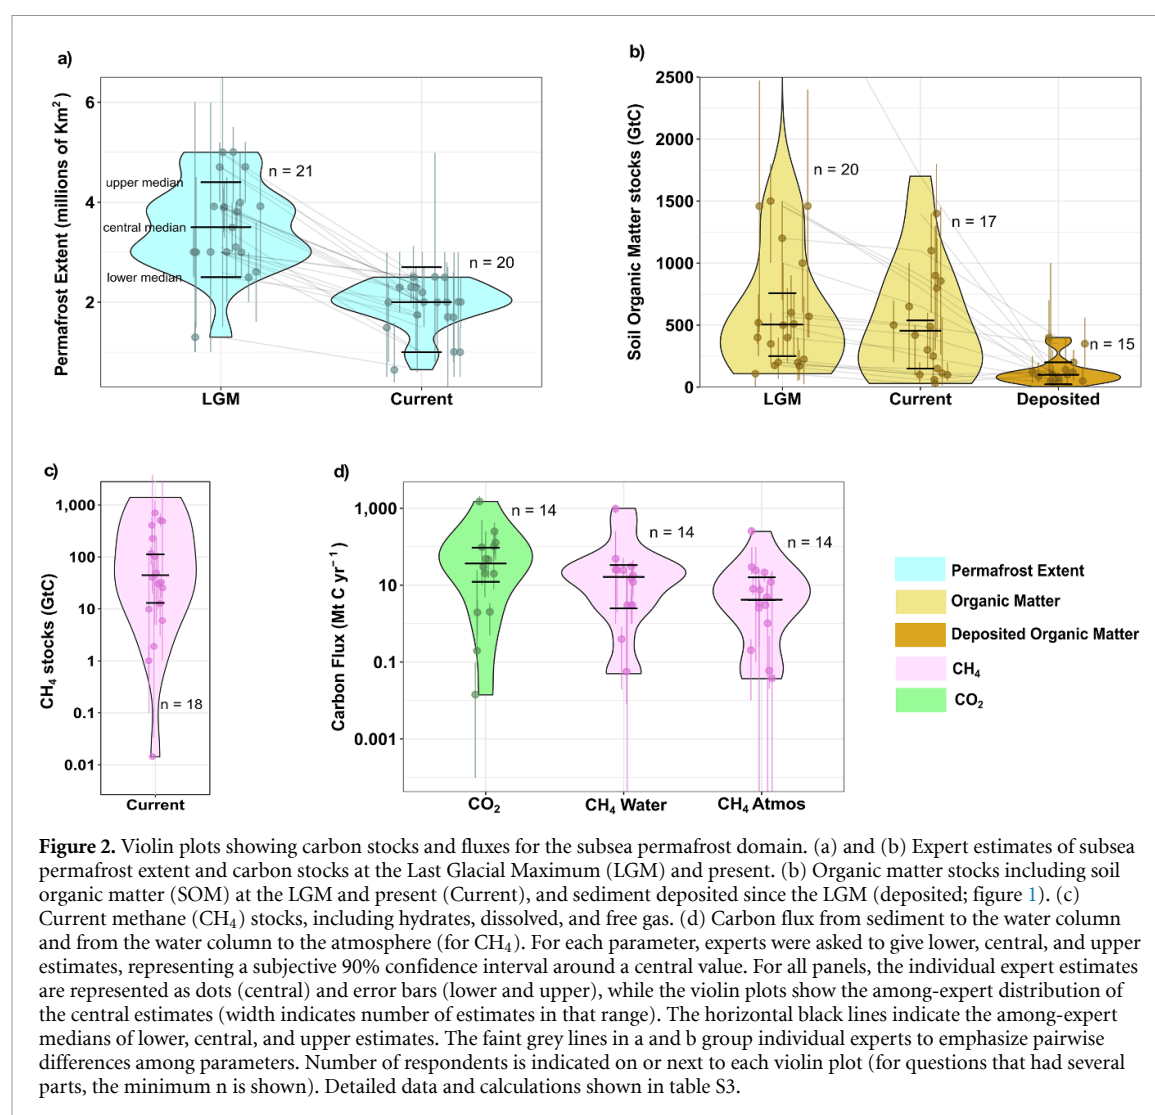 a)
Permafrost Extent (millions of Km²)
6
4
2
upper median
central median
lower median
n = 21
n = 20
LGM
Current
b)
Soil Organic Matter stocks (GtC)
2500
2000
1500
1000
500
0
n = 20
n = 17
n = 15
LGM
Current
Deposited
c)
CH₄ stocks (GtC)
1,000
100
10
1
0.1
0.01
n = 18
Current
d)
Carbon Flux (Mt C yr⁻¹)
1,000
10
0.1
0.001
n = 14
n = 14
n = 14
CO₂
CH₄ Water
CH₄ Atmos
Permafrost Extent
Organic Matter
Deposited Organic Matter
CH₄
CO₂
Figure 2. Violin plots showing carbon stocks and fluxes for the subsea permafrost domain. (a) and (b) Expert estimates of subsea
permafrost extent and carbon stocks at the Last Glacial Maximum (LGM) and present. (b) Organic matter stocks including soil
organic matter (SOM) at the LGM and present (Current), and sediment deposited since the LGM (deposited; figure 1). (c)
Current methane (CH₄) stocks, including hydrates, dissolved, and free gas. (d) Carbon flux from sediment to the water column
and from the water column to the atmosphere (for CH₄). For each parameter, experts were asked to give lower, central, and upper
estimates, representing a subjective 90% confidence interval around a central value. For all panels, the individual expert estimates
are represented as dots (central) and error bars (lower and upper), while the violin plots show the among-expert distribution of
the central estimates (width indicates number of estimates in that range). The horizontal black lines indicate the among-expert
medians of lower, central, and upper estimates. The faint grey lines in a and b group individual experts to emphasize pairwise
differences among parameters. Number of respondents is indicated on or next to each violin plot (for questions that had several
parts, the minimum n is shown). Detailed data and calculations shown in table S3.